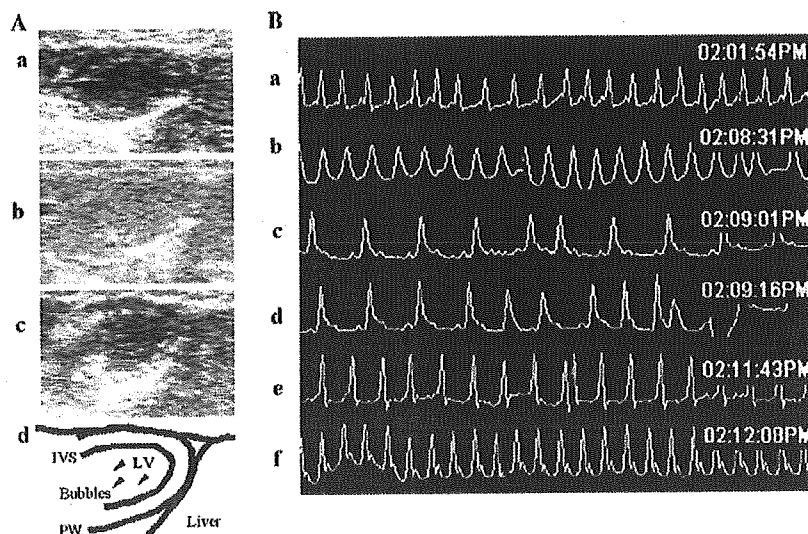 A
a
b
c
d
IVS
LV
Bubbles
PW
Liver
B
a
02:01:54PM
b
02:08:31PM
c
02:09:01PM
d
02:09:16PM
e
02:11:43PM
f
02:12:08PM